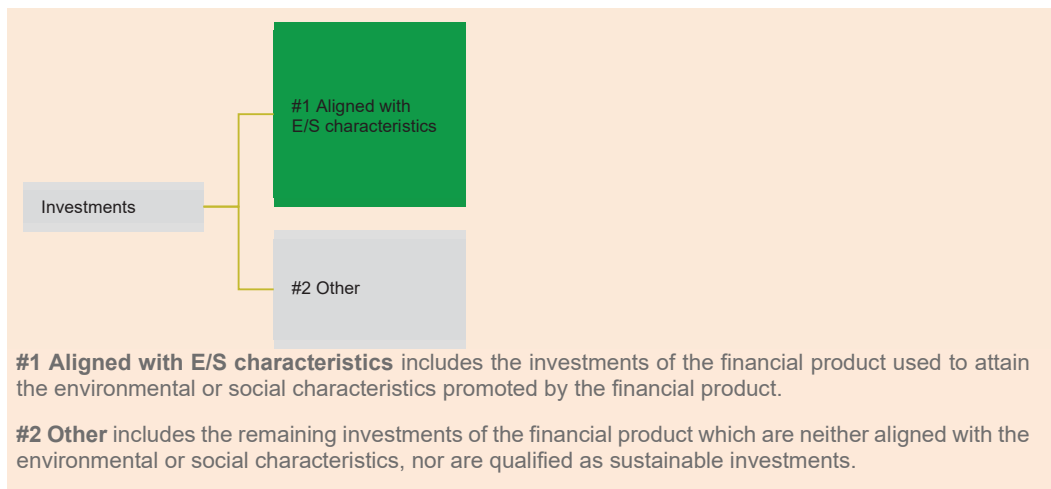 #1 Aligned with
E/S characteristics
Investments
#2 Other
#1 Aligned with E/S characteristics includes the investments of the financial product used to attain
the environmental or social characteristics promoted by the financial product.
#2 Other includes the remaining investments of the financial product which are neither aligned with the
environmental or social characteristics, nor are qualified as sustainable investments.